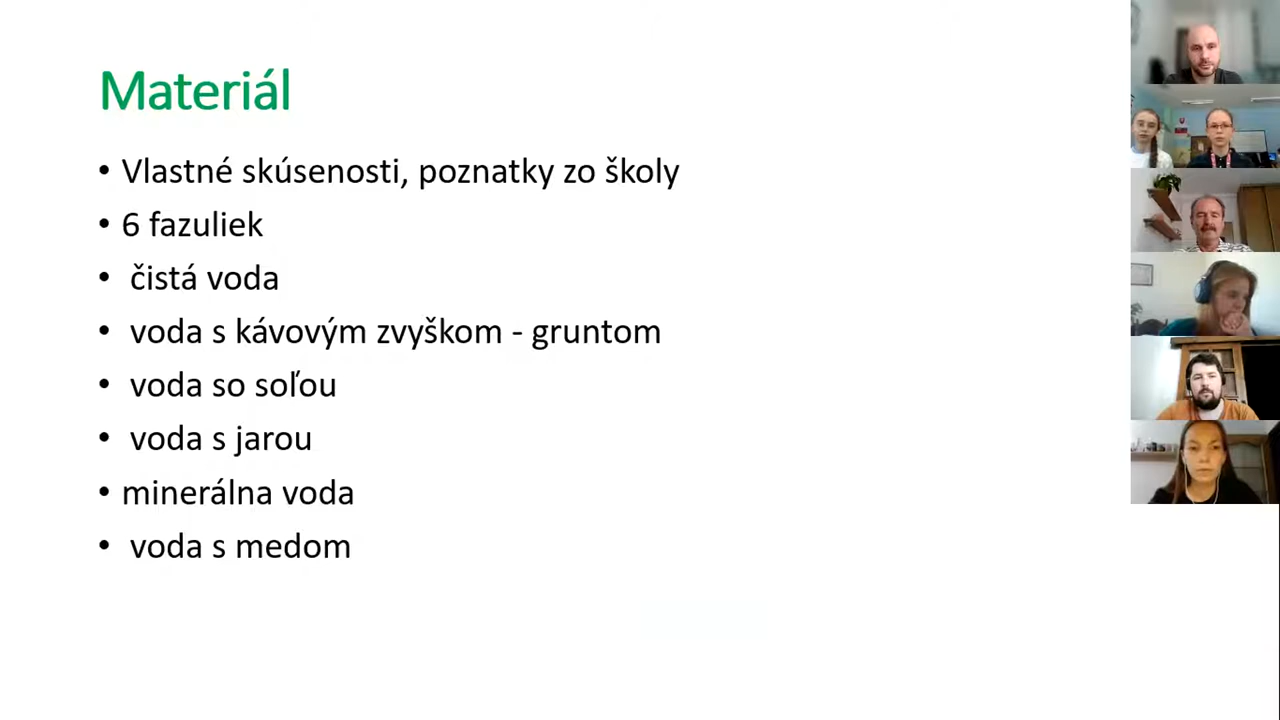 Materiál
• Vlastné skúsenosti, poznatky zo školy
• 6 fazuliek
• čistá voda
• voda s kávovým zvyškom - gruntom
• voda so soľou
• voda s jarou
• minerálna voda
• voda s medom